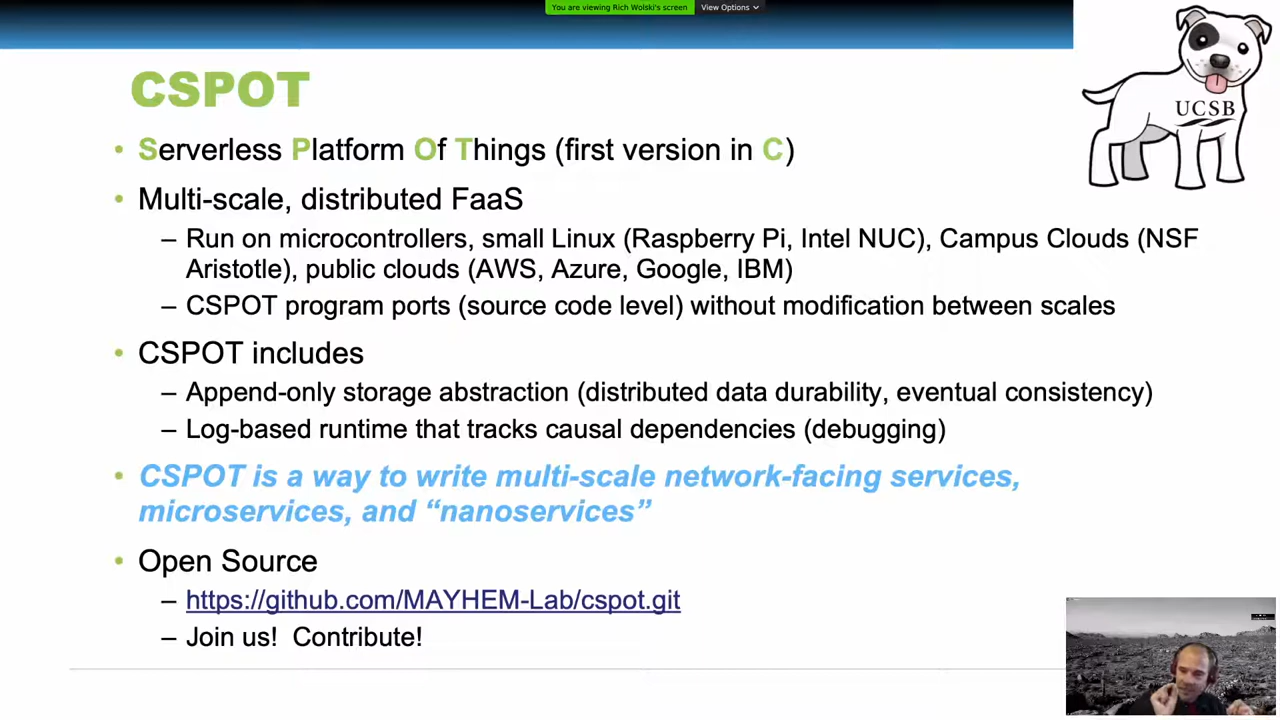 You are viewing Rich Wolski's screen
View Options
CSPOT
UCSB
• Serverless Platform Of Things (first version in C)
• Multi-scale, distributed FaaS
– Run on microcontrollers, small Linux (Raspberry Pi, Intel NUC), Campus Clouds (NSF
Aristotle), public clouds (AWS, Azure, Google, IBM)
– CSPOT program ports (source code level) without modification between scales
• CSPOT includes
– Append-only storage abstraction (distributed data durability, eventual consistency)
– Log-based runtime that tracks causal dependencies (debugging)
• CSPOT is a way to write multi-scale network-facing services,
microservices, and “nanoservices”
• Open Source
– https://github.com/MAYHEM-Lab/cspot.git
– Join us!  Contribute!